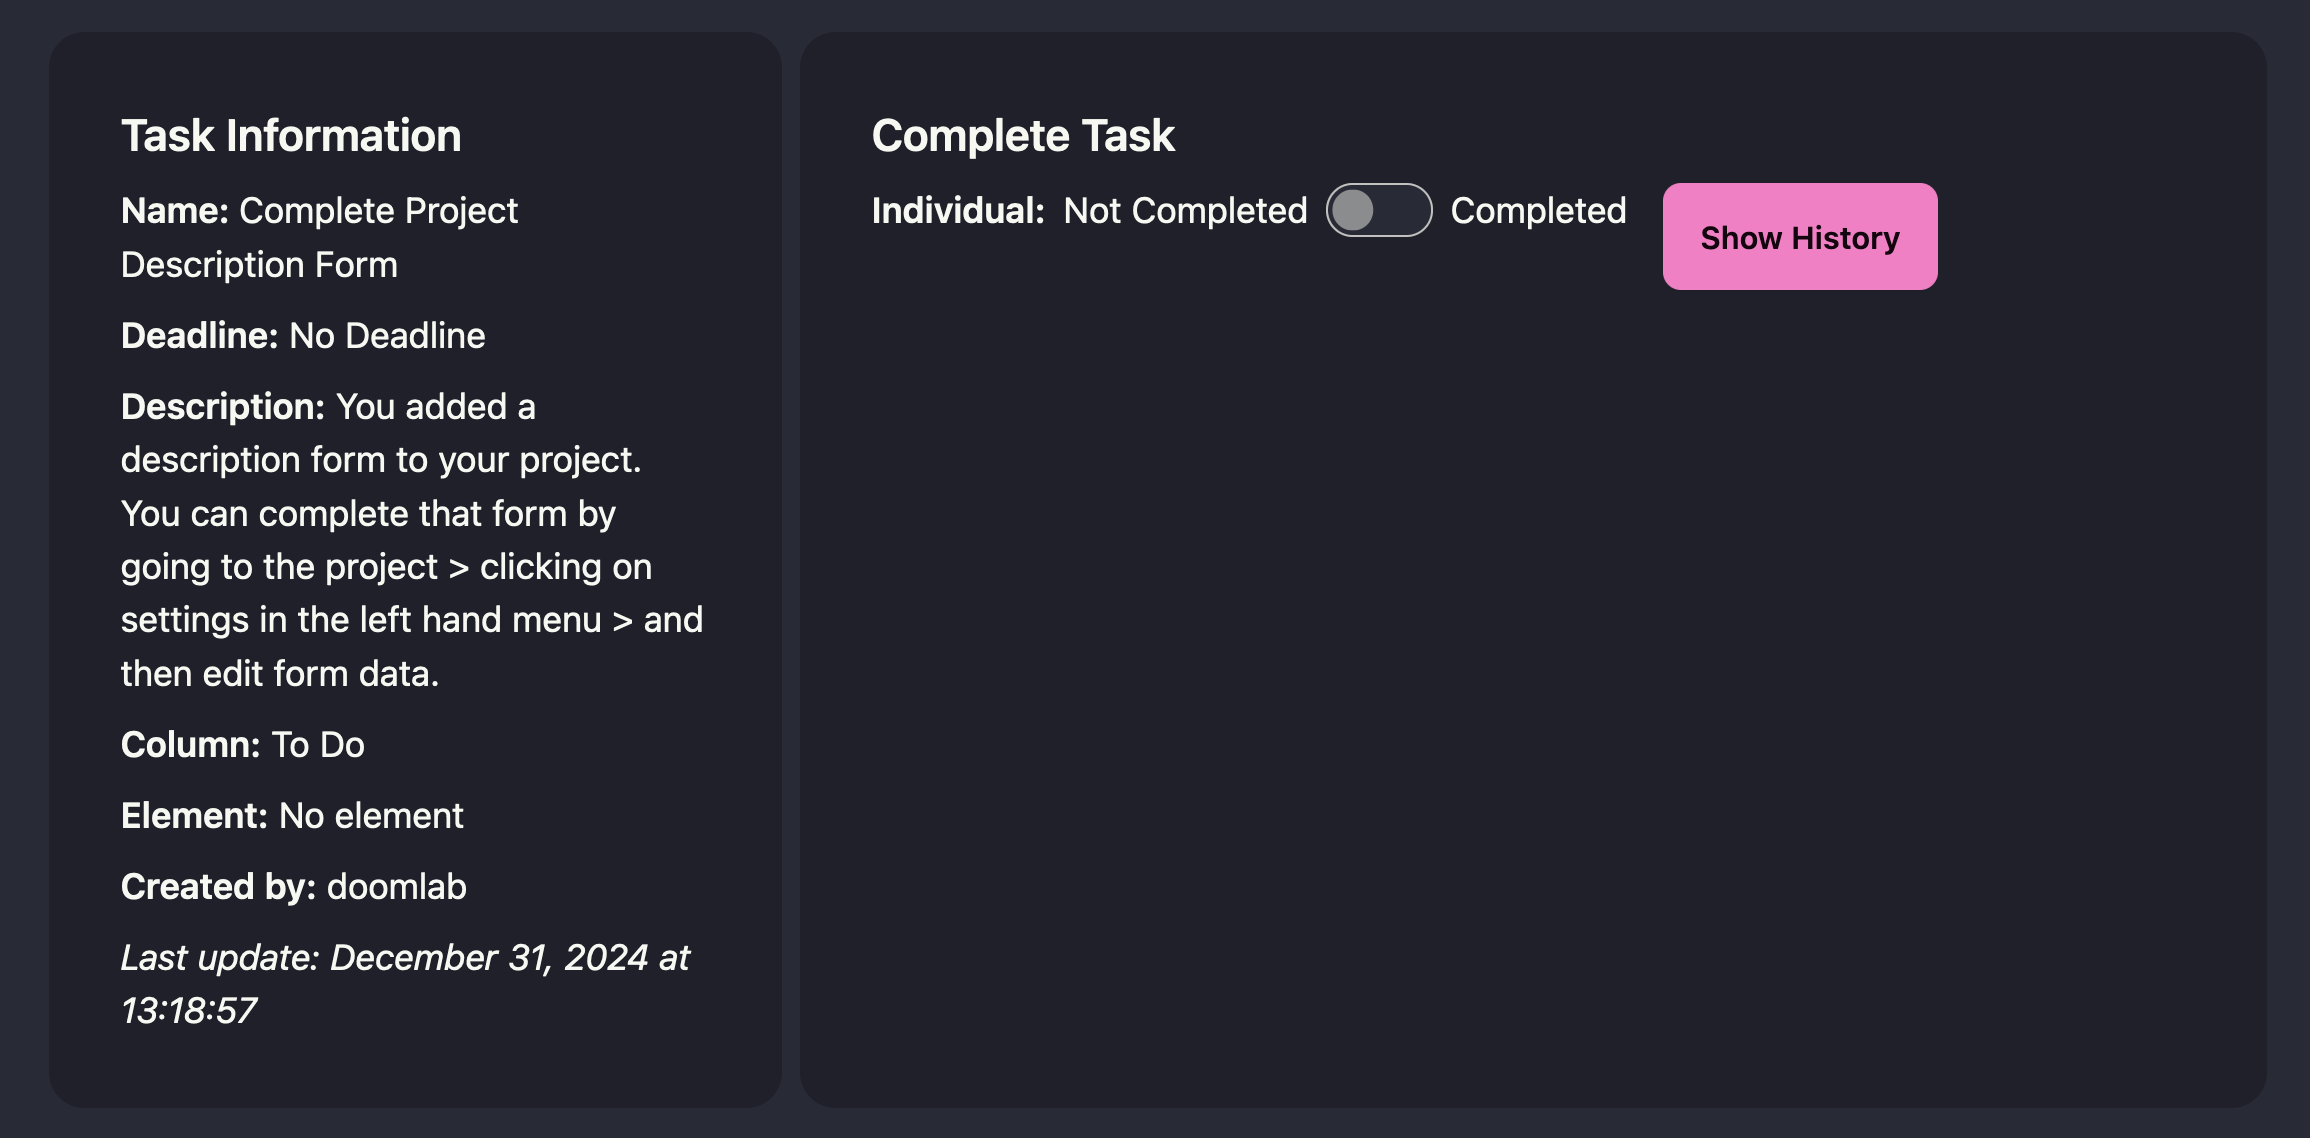 Task Information
Name: Complete Project
Description Form
Deadline: No Deadline
Description: You added a
description form to your project.
You can complete that form by
going to the project > clicking on
settings in the left hand menu > and
then edit form data.
Column: To Do
Element: No element
Created by: doomlab
Last update: December 31, 2024 at
13:18:57
Complete Task
Individual: Not Completed Completed
Show History